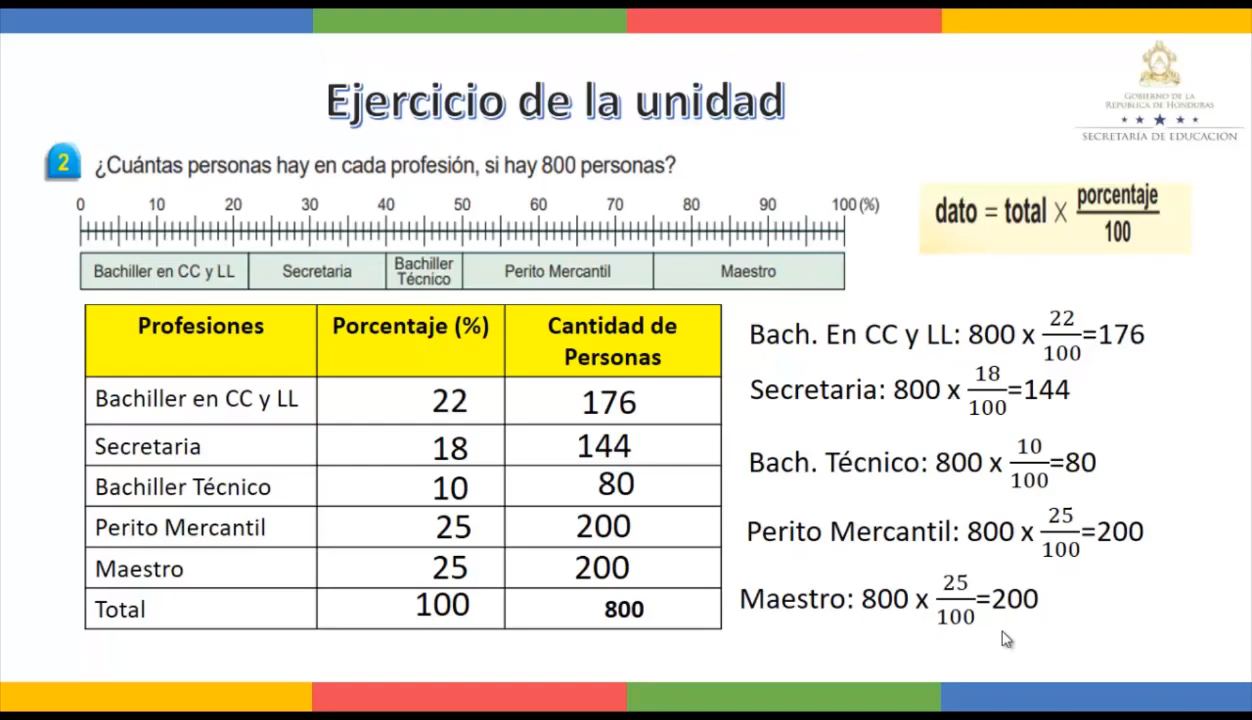 Ejercicio de la unidad
GOBIERNO DE LA
REPÚBLICA DE HONDURAS
SECRETARÍA DE EDUCACIÓN
2 ¿Cuántas personas hay en cada profesión, si hay 800 personas?
0 10 20 30 40 50 60 70 80 90 100 (%)
Bachiller en CC y LL Secretaria Bachiller Técnico Perito Mercantil Maestro
dato = total × porcentaje/100
Profesiones Porcentaje (%) Cantidad de Personas
Bachiller en CC y LL 22 176
Secretaria 18 144
Bachiller Técnico 10 80
Perito Mercantil 25 200
Maestro 25 200
Total 100 800
Bach. En CC y LL: 800 x 22/100=176
Secretaria: 800 x 18/100=144
Bach. Técnico: 800 x 10/100=80
Perito Mercantil: 800 x 25/100=200
Maestro: 800 x 25/100=200